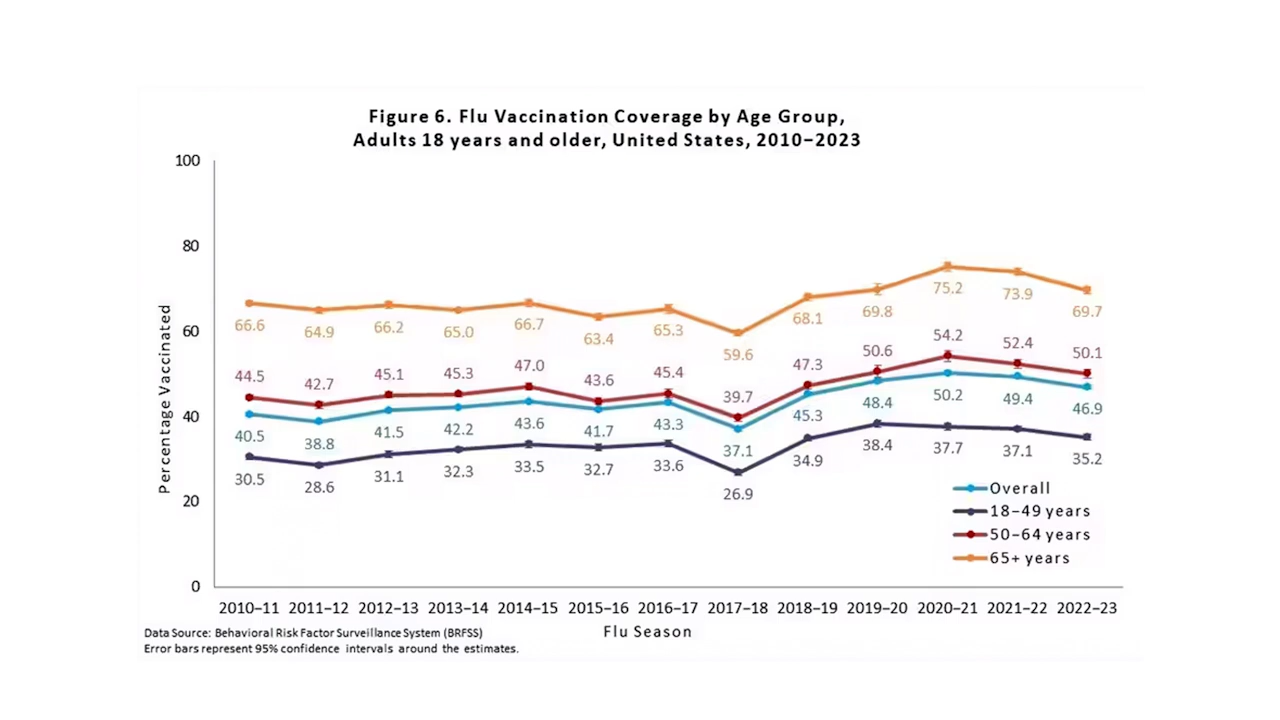 Figure 6. Flu Vaccination Coverage by Age Group,
Adults 18 years and older, United States, 2010–2023
100
80
60
40
20
0
Percentage Vaccinated
66.6 64.9 66.2 65.0 66.7 63.4 65.3 59.6 68.1 69.8 75.2 73.9 69.7
44.5 42.7 45.1 45.3 47.0 43.6 45.4 39.7 47.3 50.6 54.2 52.4 50.1
40.5 38.8 41.5 42.2 43.6 41.7 43.3 37.1 45.3 48.4 50.2 49.4 46.9
30.5 28.6 31.1 32.3 33.5 32.7 33.6 26.9 34.9 38.4 37.7 37.1 35.2
Overall
18–49 years
50–64 years
65+ years
2010–11 2011–12 2012–13 2013–14 2014–15 2015–16 2016–17 2017–18 2018–19 2019–20 2020–21 2021–22 2022–23
Flu Season
Data Source: Behavioral Risk Factor Surveillance System (BRFSS)
Error bars represent 95% confidence intervals around the estimates.